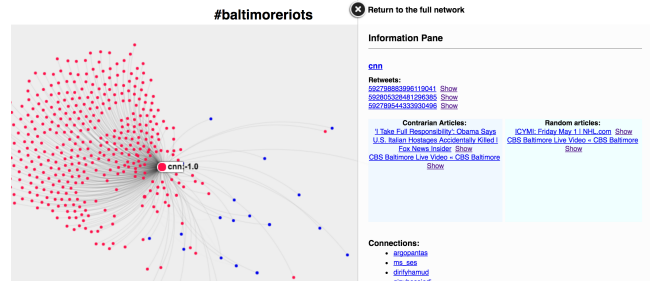 #baltimoreriots
Return to the full network
cnn:-1.0
Information Pane
cnn
Retweets:
592798883996119041 Show
592805328481296385 Show
592789544333930496 Show
Contrarian Articles:
'I Take Full Responsibility': Obama Says
U.S. Italian Hostages Accidentally Killed |
Fox News Insider Show
CBS Baltimore Live Video « CBS Baltimore
Show
Random articles:
ICYMI: Friday May 1 | NHL.com Show
CBS Baltimore Live Video « CBS Baltimore
Show
Connections:
argopantas
ms_ses
dirifyhamud